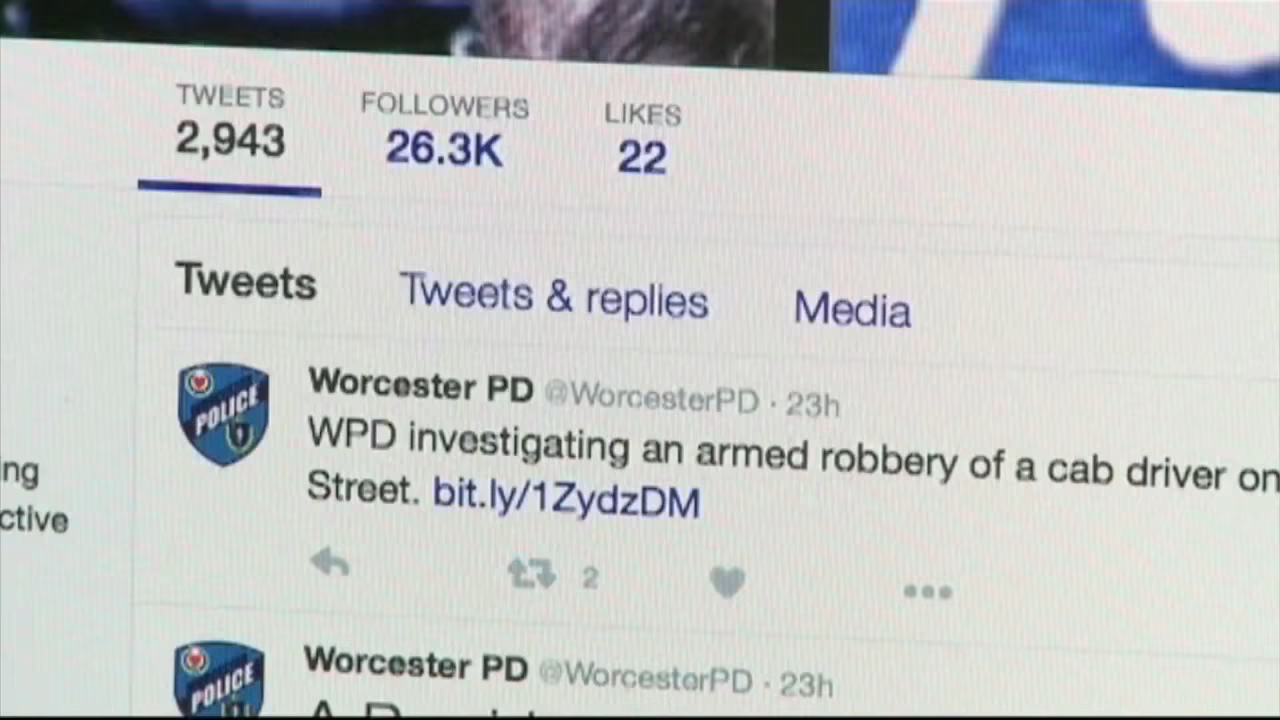 TWEETS FOLLOWERS LIKES
2,943 26.3K 22
Tweets Tweets & replies Media
POLICE
Worcester PD @WorcesterPD · 23h
WPD investigating an armed robbery of a cab driver on
Street. bit.ly/1ZydzDM
ng
ctive
2
POLICE
Worcester PD @WorcesterPD · 23h